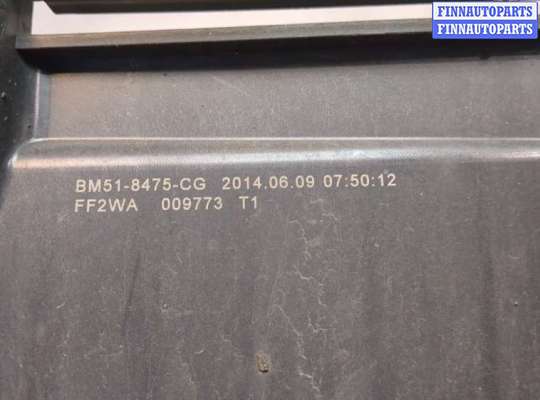 FINNAUTOPARTS
FINNAUTOPARTS
BM51-8475-CG 2014.06.09 07:50:12
FF2WA 009773 T1